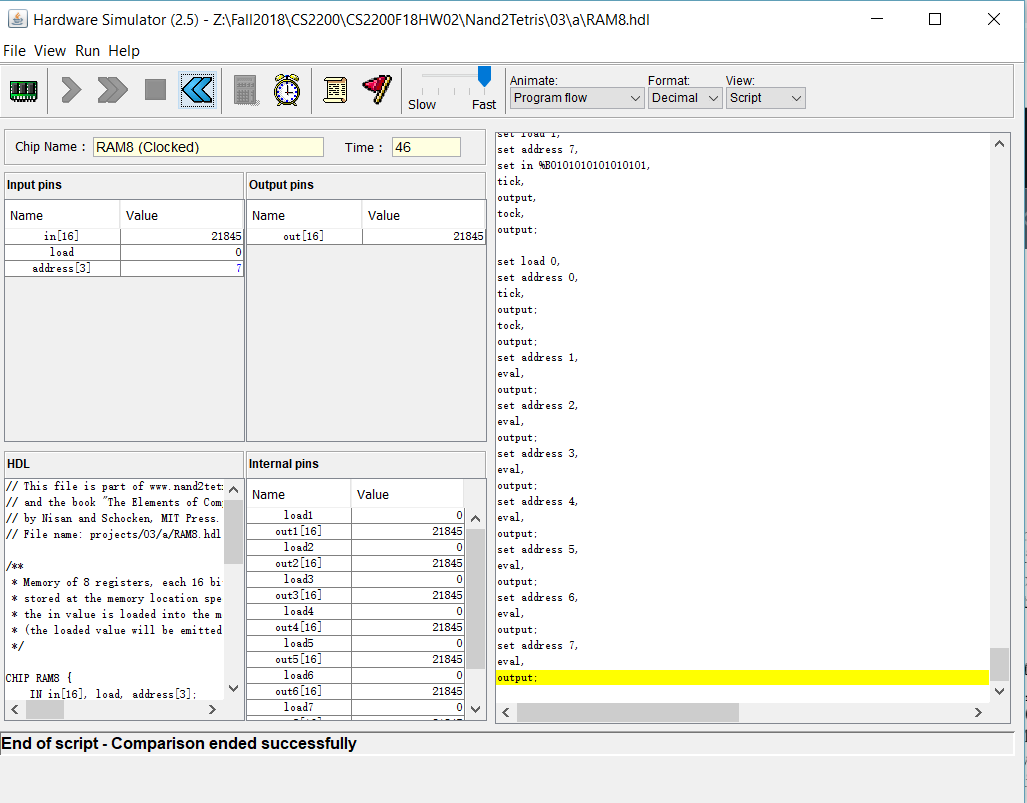 Hardware Simulator (2.5) - Z:\Fall2018\CS2200\CS2200F18HW02\Nand2Tetris\03\a\RAM8.hdl
File View Run Help
Slow Fast
Animate: Format: View:
Program flow Decimal Script
Chip Name : RAM8 (Clocked) Time : 46
Input pins
Name Value
in[16] 21845
load 0
address[3] 7
Output pins
Name Value
out[16] 21845
HDL
// This file is part of www.nand2tet
// and the book "The Elements of Com
// by Nisan and Schocken, MIT Press.
// File name: projects/03/a/RAM8.hdl
/**
* Memory of 8 registers, each 16 bi
* stored at the memory location spe
* the in value is loaded into the m
* (the loaded value will be emitted
*/
CHIP RAM8 {
IN in[16], load, address[3];
Internal pins
Name Value
load1 0
out1[16] 21845
load2 0
out2[16] 21845
load3 0
out3[16] 21845
load4 0
out4[16] 21845
load5 0
out5[16] 21845
load6 0
out6[16] 21845
load7 0
set load 1,
set address 7,
set in %B0101010101010101,
tick,
output,
tock,
output;
set load 0,
set address 0,
tick,
output;
tock,
output;
set address 1,
eval,
output;
set address 2,
eval,
output;
set address 3,
eval,
output;
set address 4,
eval,
output;
set address 5,
eval,
output;
set address 6,
eval,
output;
set address 7,
eval,
output;
End of script - Comparison ended successfully